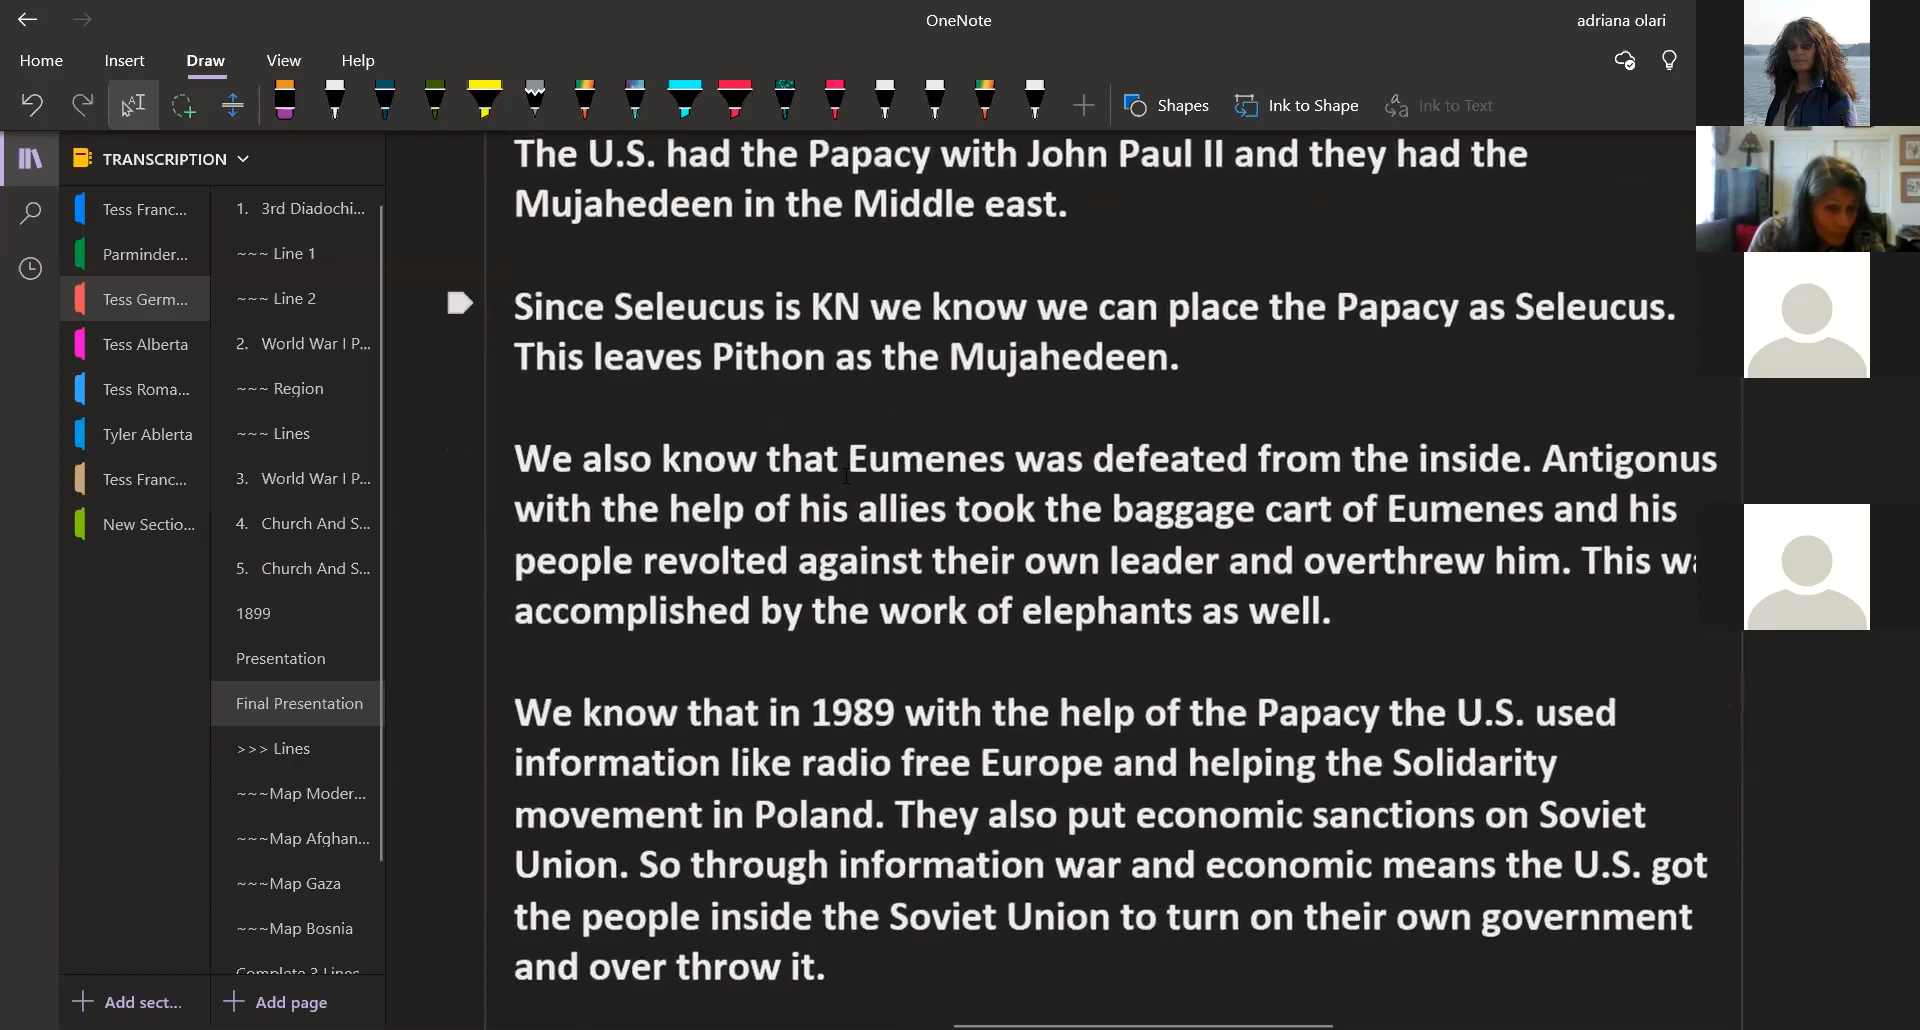 OneNote
adriana olari
Home
Insert
Draw
View
Help
Shapes
Ink to Shape
Ink to Text
TRANSCRIPTION
Tess Franc...
Parminder...
Tess Germ...
Tess Alberta
Tess Roma...
Tyler Ablerta
Tess Franc...
New Sectio...
Add sect...
1. 3rd Diadochi...
~~~ Line 1
~~~ Line 2
2. World War I P...
~~~ Region
~~~ Lines
3. World War I P...
4. Church And S...
5. Church And S...
1899
Presentation
Final Presentation
>>> Lines
~~~Map Moder...
~~~Map Afghan...
~~~Map Gaza
~~~Map Bosnia
Complete 3 Lines
Add page
The U.S. had the Papacy with John Paul II and they had the
Mujahedeen in the Middle east.
Since Seleucus is KN we know we can place the Papacy as Seleucus.
This leaves Pithon as the Mujahedeen.
We also know that Eumenes was defeated from the inside. Antigonus
with the help of his allies took the baggage cart of Eumenes and his
people revolted against their own leader and overthrew him. This wa
accomplished by the work of elephants as well.
We know that in 1989 with the help of the Papacy the U.S. used
information like radio free Europe and helping the Solidarity
movement in Poland. They also put economic sanctions on Soviet
Union. So through information war and economic means the U.S. got
the people inside the Soviet Union to turn on their own government
and over throw it.